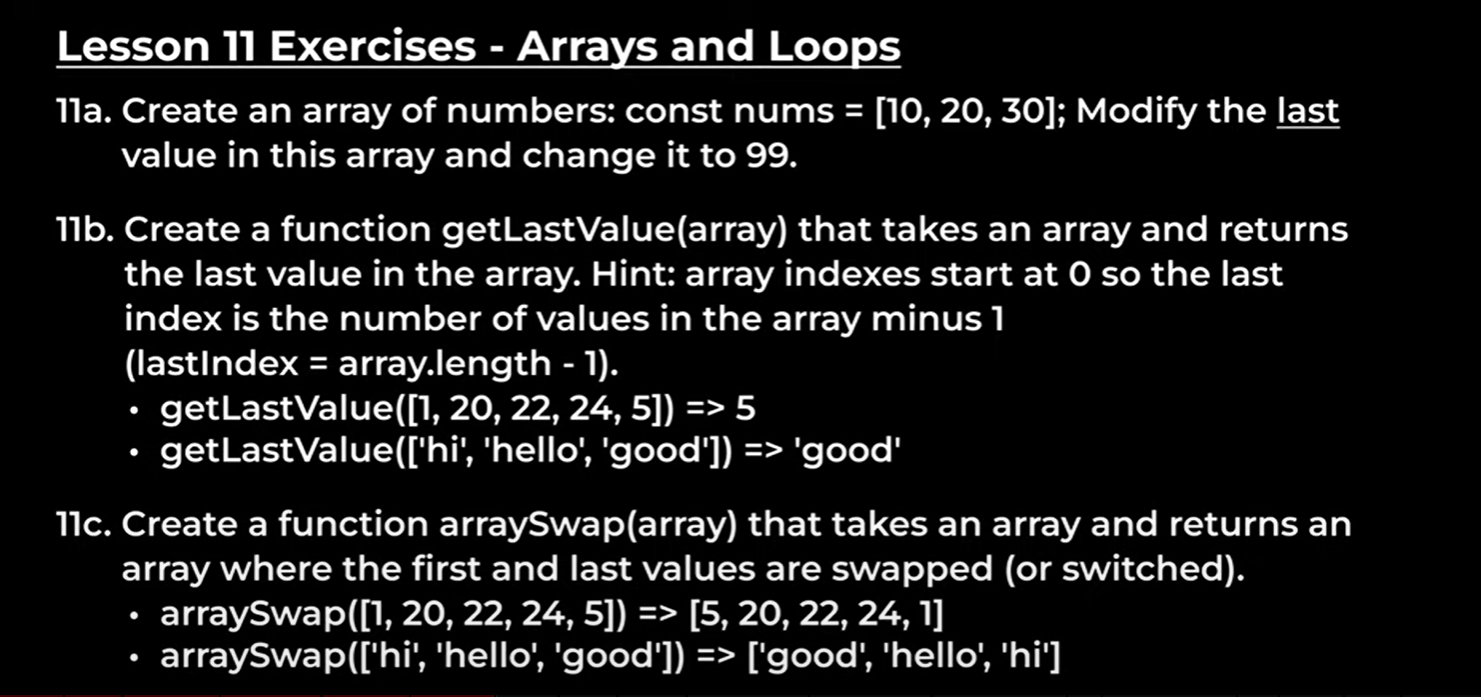 Lesson 11 Exercises - Arrays and Loops
11a. Create an array of numbers: const nums = [10, 20, 30]; Modify the last
value in this array and change it to 99.
11b. Create a function getLastValue(array) that takes an array and returns
the last value in the array. Hint: array indexes start at 0 so the last
index is the number of values in the array minus 1
(lastIndex = array.length - 1).
• getLastValue([1, 20, 22, 24, 5]) => 5
• getLastValue(['hi', 'hello', 'good']) => 'good'
11c. Create a function arraySwap(array) that takes an array and returns an
array where the first and last values are swapped (or switched).
• arraySwap([1, 20, 22, 24, 5]) => [5, 20, 22, 24, 1]
• arraySwap(['hi', 'hello', 'good']) => ['good', 'hello', 'hi']